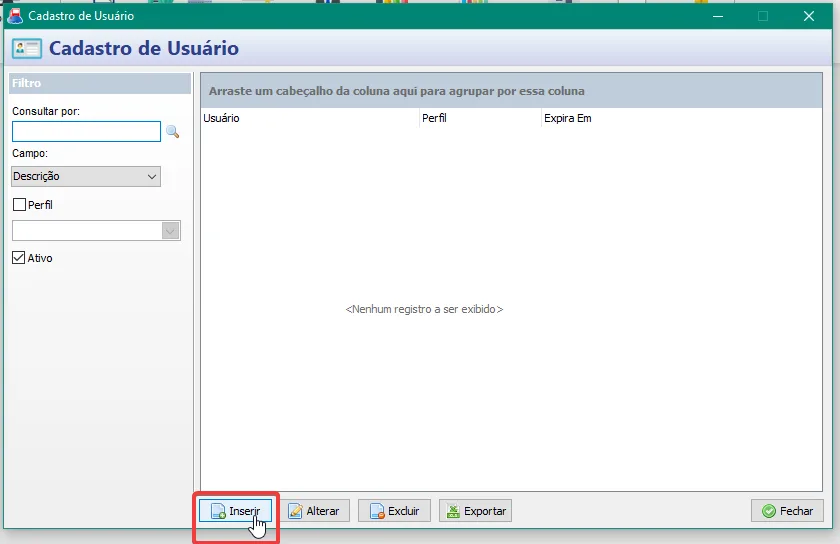 Cadastro de Usuário
Cadastro de Usuário
Filtro
Consultar por:
Campo:
Descrição
Perfil
Ativo
Arraste um cabeçalho da coluna aqui para agrupar por essa coluna
Usuário Perfil Expira Em
<Nenhum registro a ser exibido>
Inserir Alterar Excluir Exportar Fechar